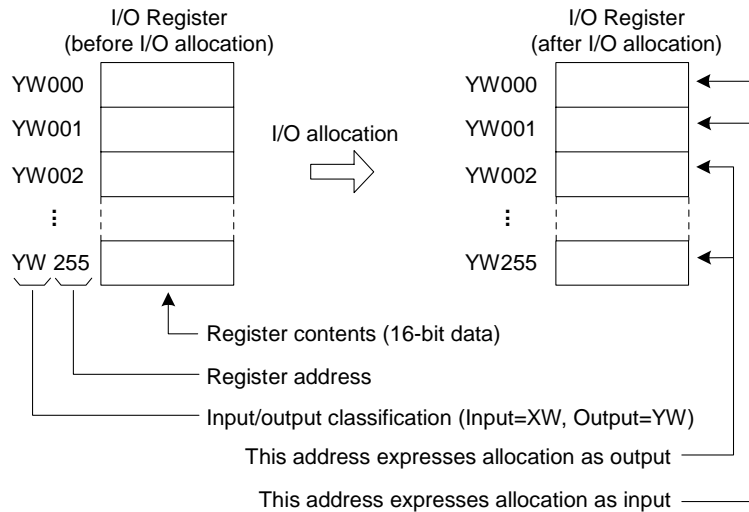 I/O Register
(before I/O allocation)
YW000
YW001
YW002
⋮
YW 255
I/O allocation
I/O Register
(after I/O allocation)
YW000
YW001
YW002
⋮
YW255
Register contents (16-bit data)
Register address
Input/output classification (Input=XW, Output=YW)
This address expresses allocation as output
This address expresses allocation as input